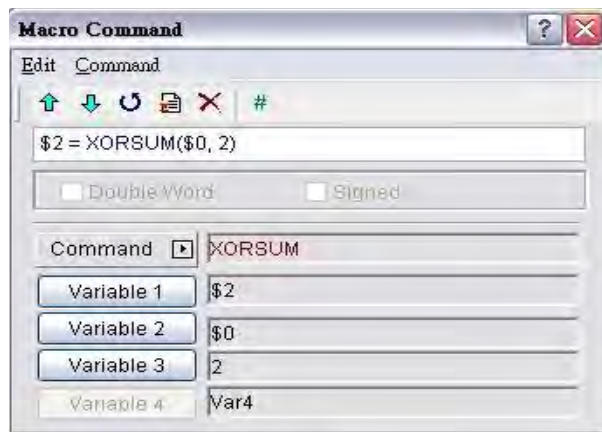 Macro Command
Edit Command
#
$2 = XORSUM($0, 2)
Double Word Signed
Command XORSUM
Variable 1 $2
Variable 2 $0
Variable 3 2
Variable 4 Var4